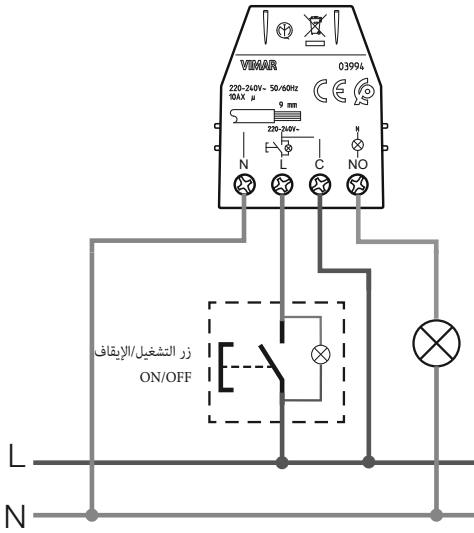 VIMAR 03994
220-240V~ 50/60Hz
10AX µ
9 mm
220-240V~
N
N L C NO
زر التشغيل/الإيقاف
ON/OFF
L
N